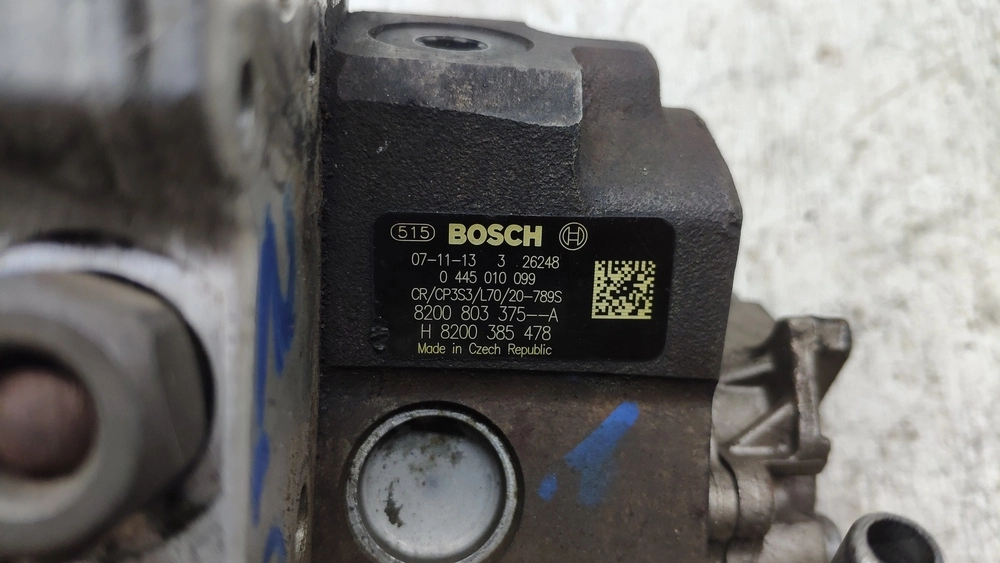 515 BOSCH
07-11-13 3 26248
0 445 010 099
CR/CP3S3/L70/20-789S
8200 803 375--A
H 8200 385 478
Made in Czech Republic